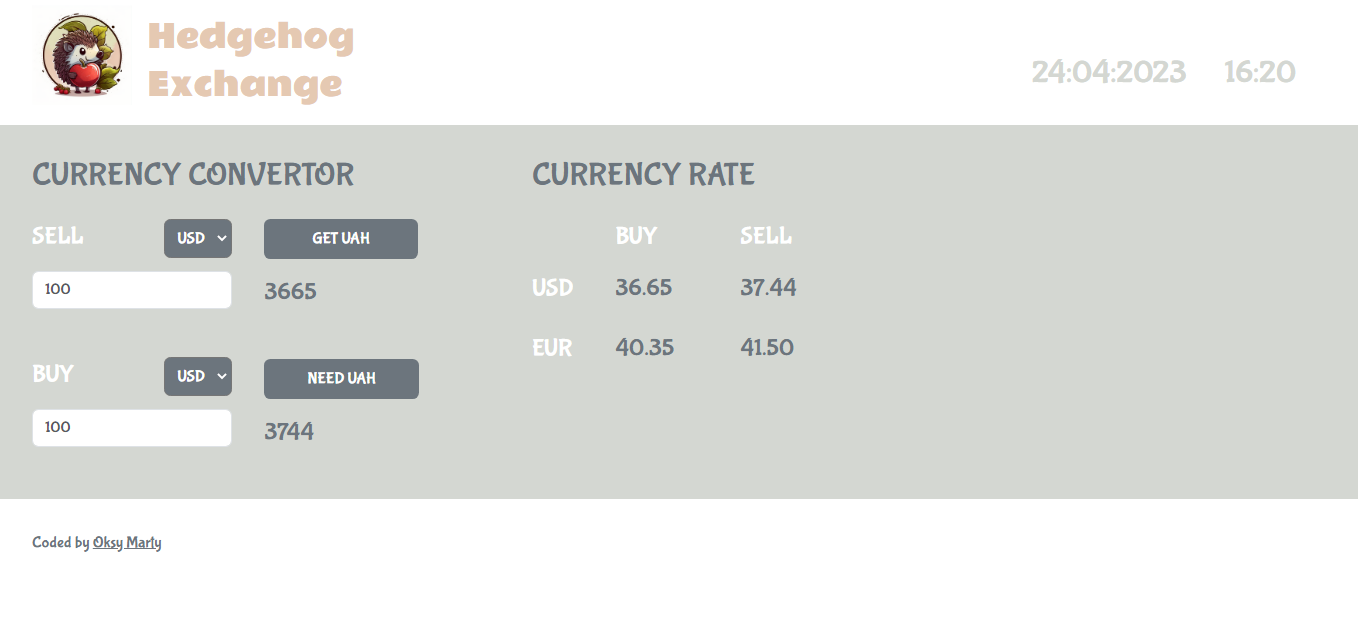 Hedgehog
Exchange
24:04:2023 16:20
CURRENCY CONVERTOR
SELL USD GET UAH
100 3665
BUY USD NEED UAH
100 3744
CURRENCY RATE
BUY SELL
USD 36.65 37.44
EUR 40.35 41.50
Coded by Oksy Marly